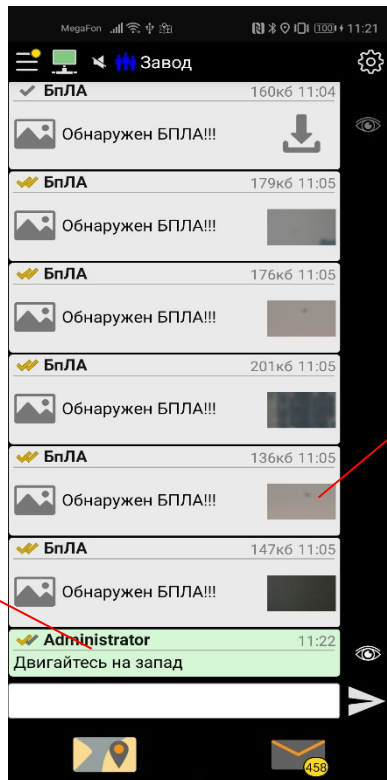 MegaFon 100 11:21
Завод
БпЛА 160кб 11:04
Обнаружен БПЛА!!!
БпЛА 179кб 11:05
Обнаружен БПЛА!!!
БпЛА 176кб 11:05
Обнаружен БПЛА!!!
БпЛА 201кб 11:05
Обнаружен БПЛА!!!
БпЛА 136кб 11:05
Обнаружен БПЛА!!!
БпЛА 147кб 11:05
Обнаружен БПЛА!!!
Administrator 11:22
Двигайтесь на запад
458